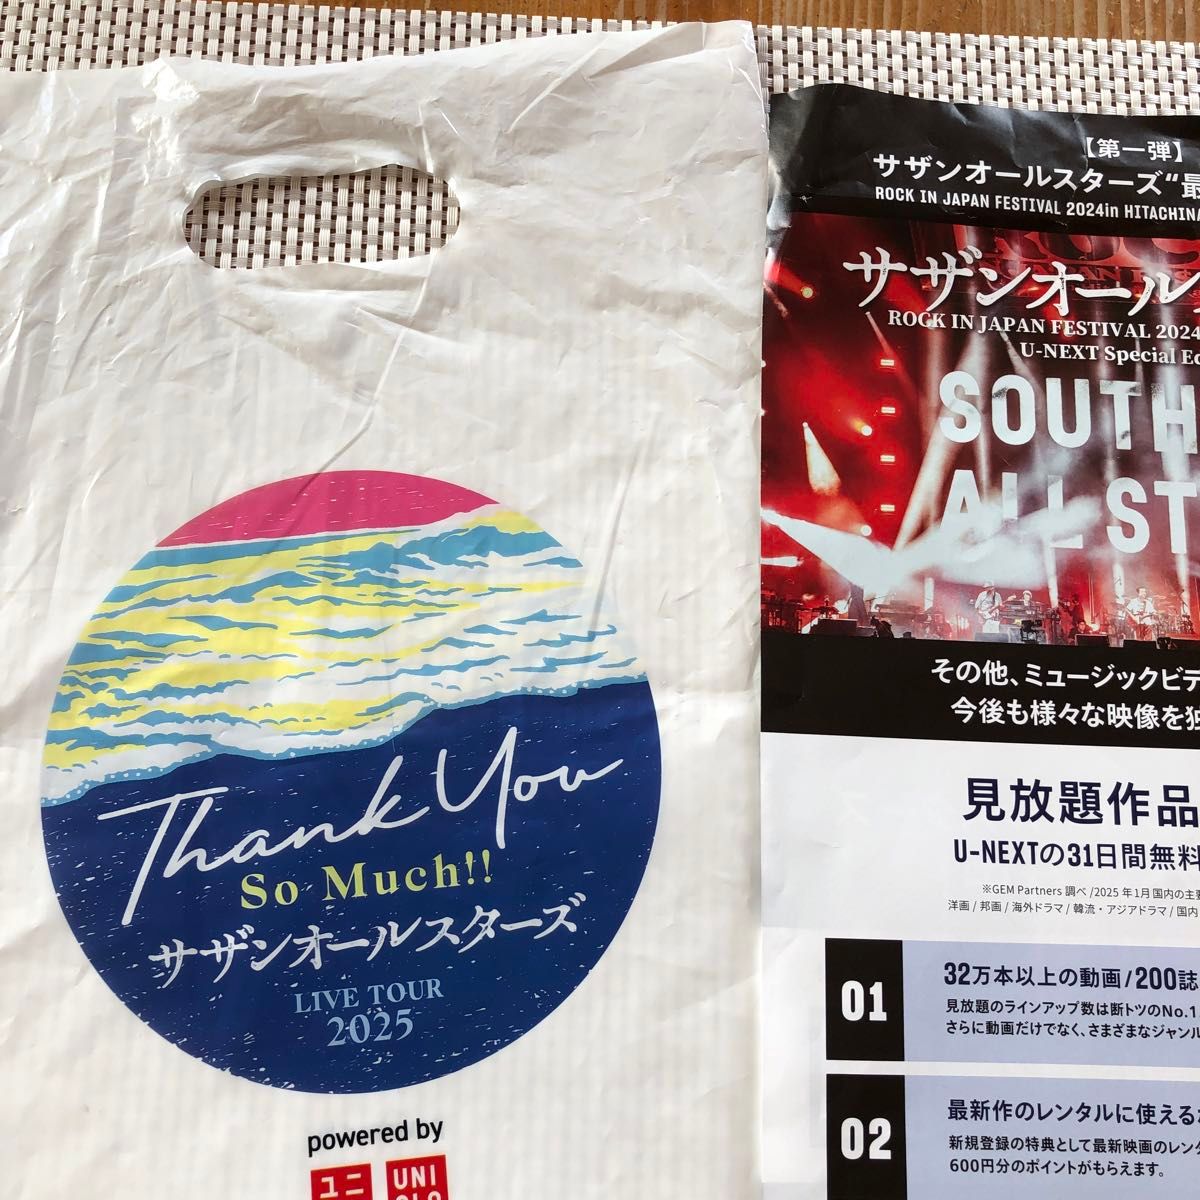 Thank You
So Much!!
サザンオールスターズ
LIVE TOUR
2025
powered by
ユニ
UNI
【第一弾】
サザンオールスターズ“最
ROCK IN JAPAN FESTIVAL 2024in HITACHINA
サザンオール
ROCK IN JAPAN FESTIVAL 2024
U-NEXT Special Ed
SOUTH
ALL ST
その他、ミュージックビデ
今後も様々な映像を独
見放題作品
U-NEXTの31日間無料
※GEM Partners 調べ /2025 年1月 国内の主要
洋画 / 邦画 / 海外ドラマ / 韓流・アジアドラマ / 国内
01
32万本以上の動画/200誌
見放題のラインアップ数は断トツのNo.1
さらに動画だけでなく、さまざまなジャンル
02
最新作のレンタルに使える
新規登録の特典として最新映画のレンタ
600円分のポイントがもらえます。